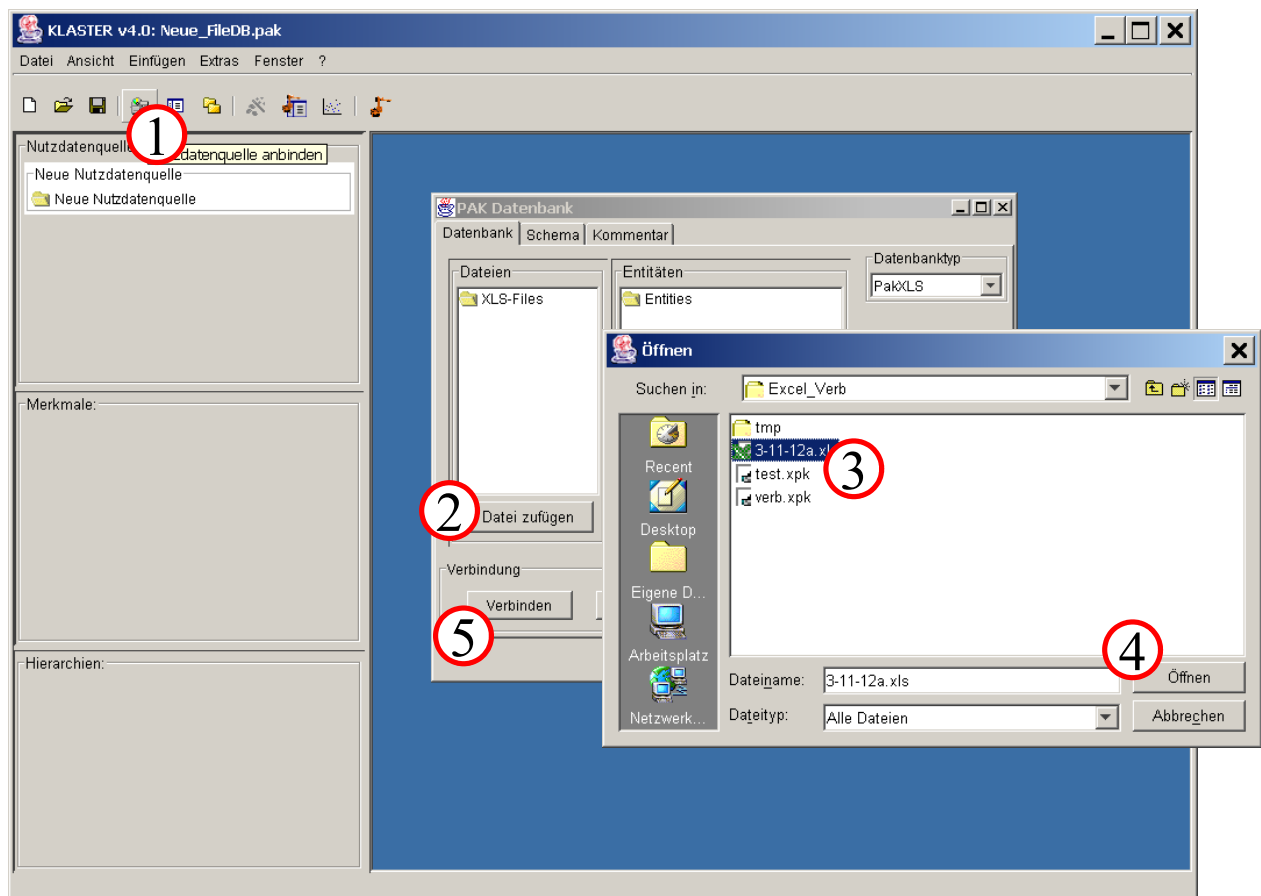 KLASTER v4.0: Neue_FileDB.pak
Datei Ansicht Einfügen Extras Fenster ?
1
Nutzdatenquelle
datenquelle anbinden
Neue Nutzdatenquelle
Neue Nutzdatenquelle
Merkmale:
Hierarchien:
PAK Datenbank
Datenbank Schema Kommentar
Dateien
XLS-Files
Entitäten
Entities
Datenbanktyp
PakXLS
2
Datei zufügen
Verbindung
Verbinden
5
Öffnen
Suchen in:
Excel_Verb
Recent
Desktop
Eigene D...
Arbeitsplatz
Netzwerk...
tmp
3-11-12a.xls
test.xpk
verb.xpk
3
4
Dateiname:
3-11-12a.xls
Öffnen
Dateityp:
Alle Dateien
Abbrechen